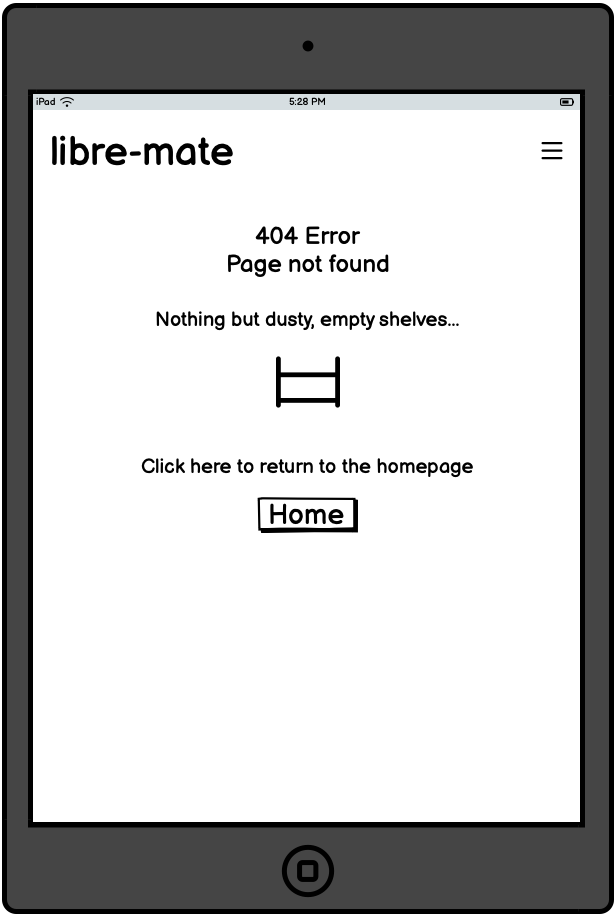 iPad 5:28 PM
libre-mate
404 Error
Page not found
Nothing but dusty, empty shelves...
Click here to return to the homepage
Home